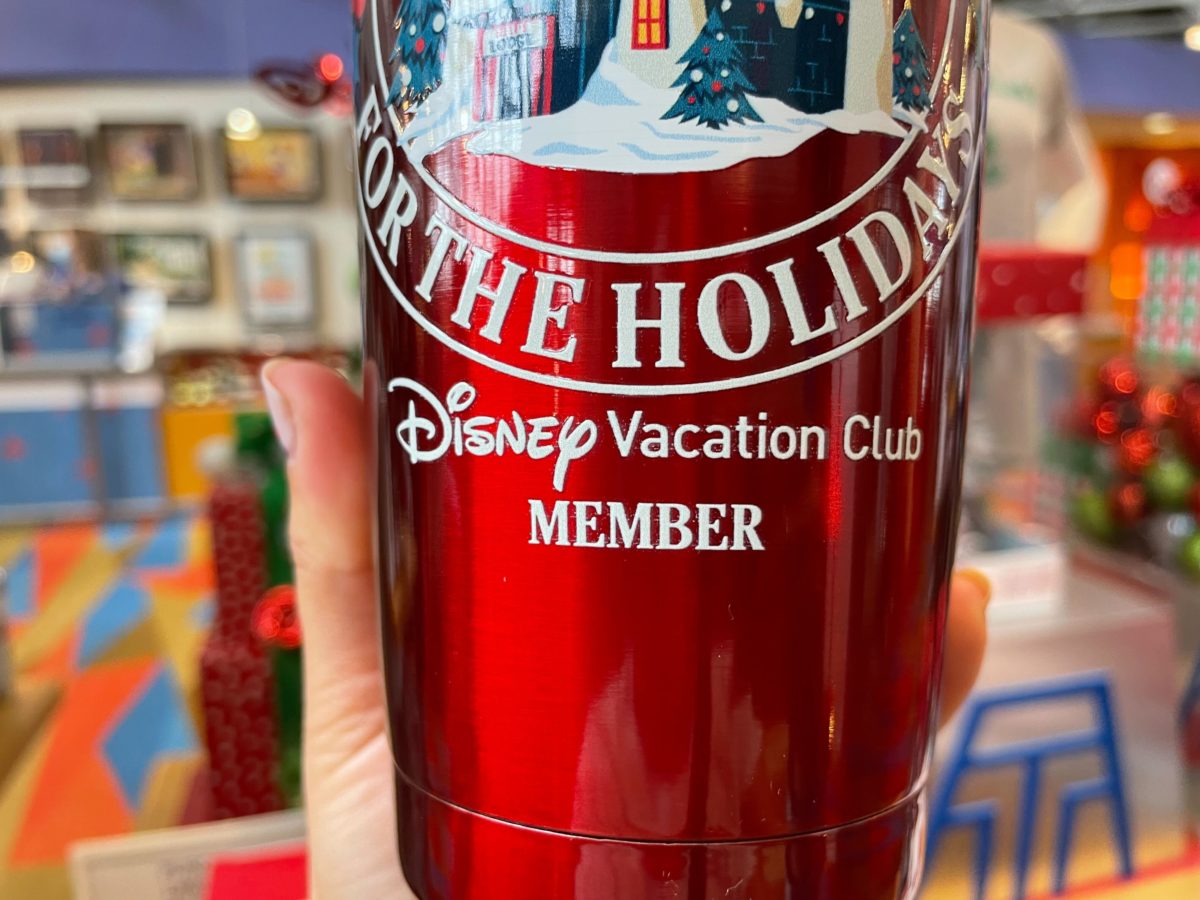 LODGE
FOR THE HOLIDAYS
Disney Vacation Club
MEMBER